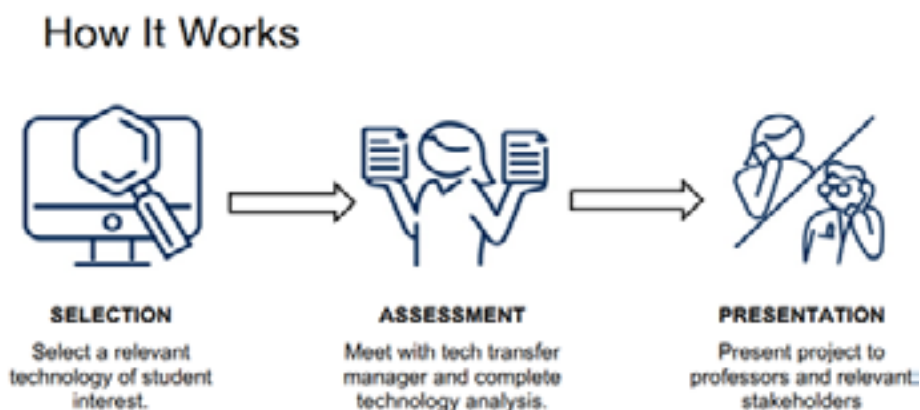 How It Works
SELECTION
Select a relevant
technology of student
interest.
ASSESSMENT
Meet with tech transfer
manager and complete
technology analysis.
PRESENTATION
Present project to
professors and relevant
stakeholders